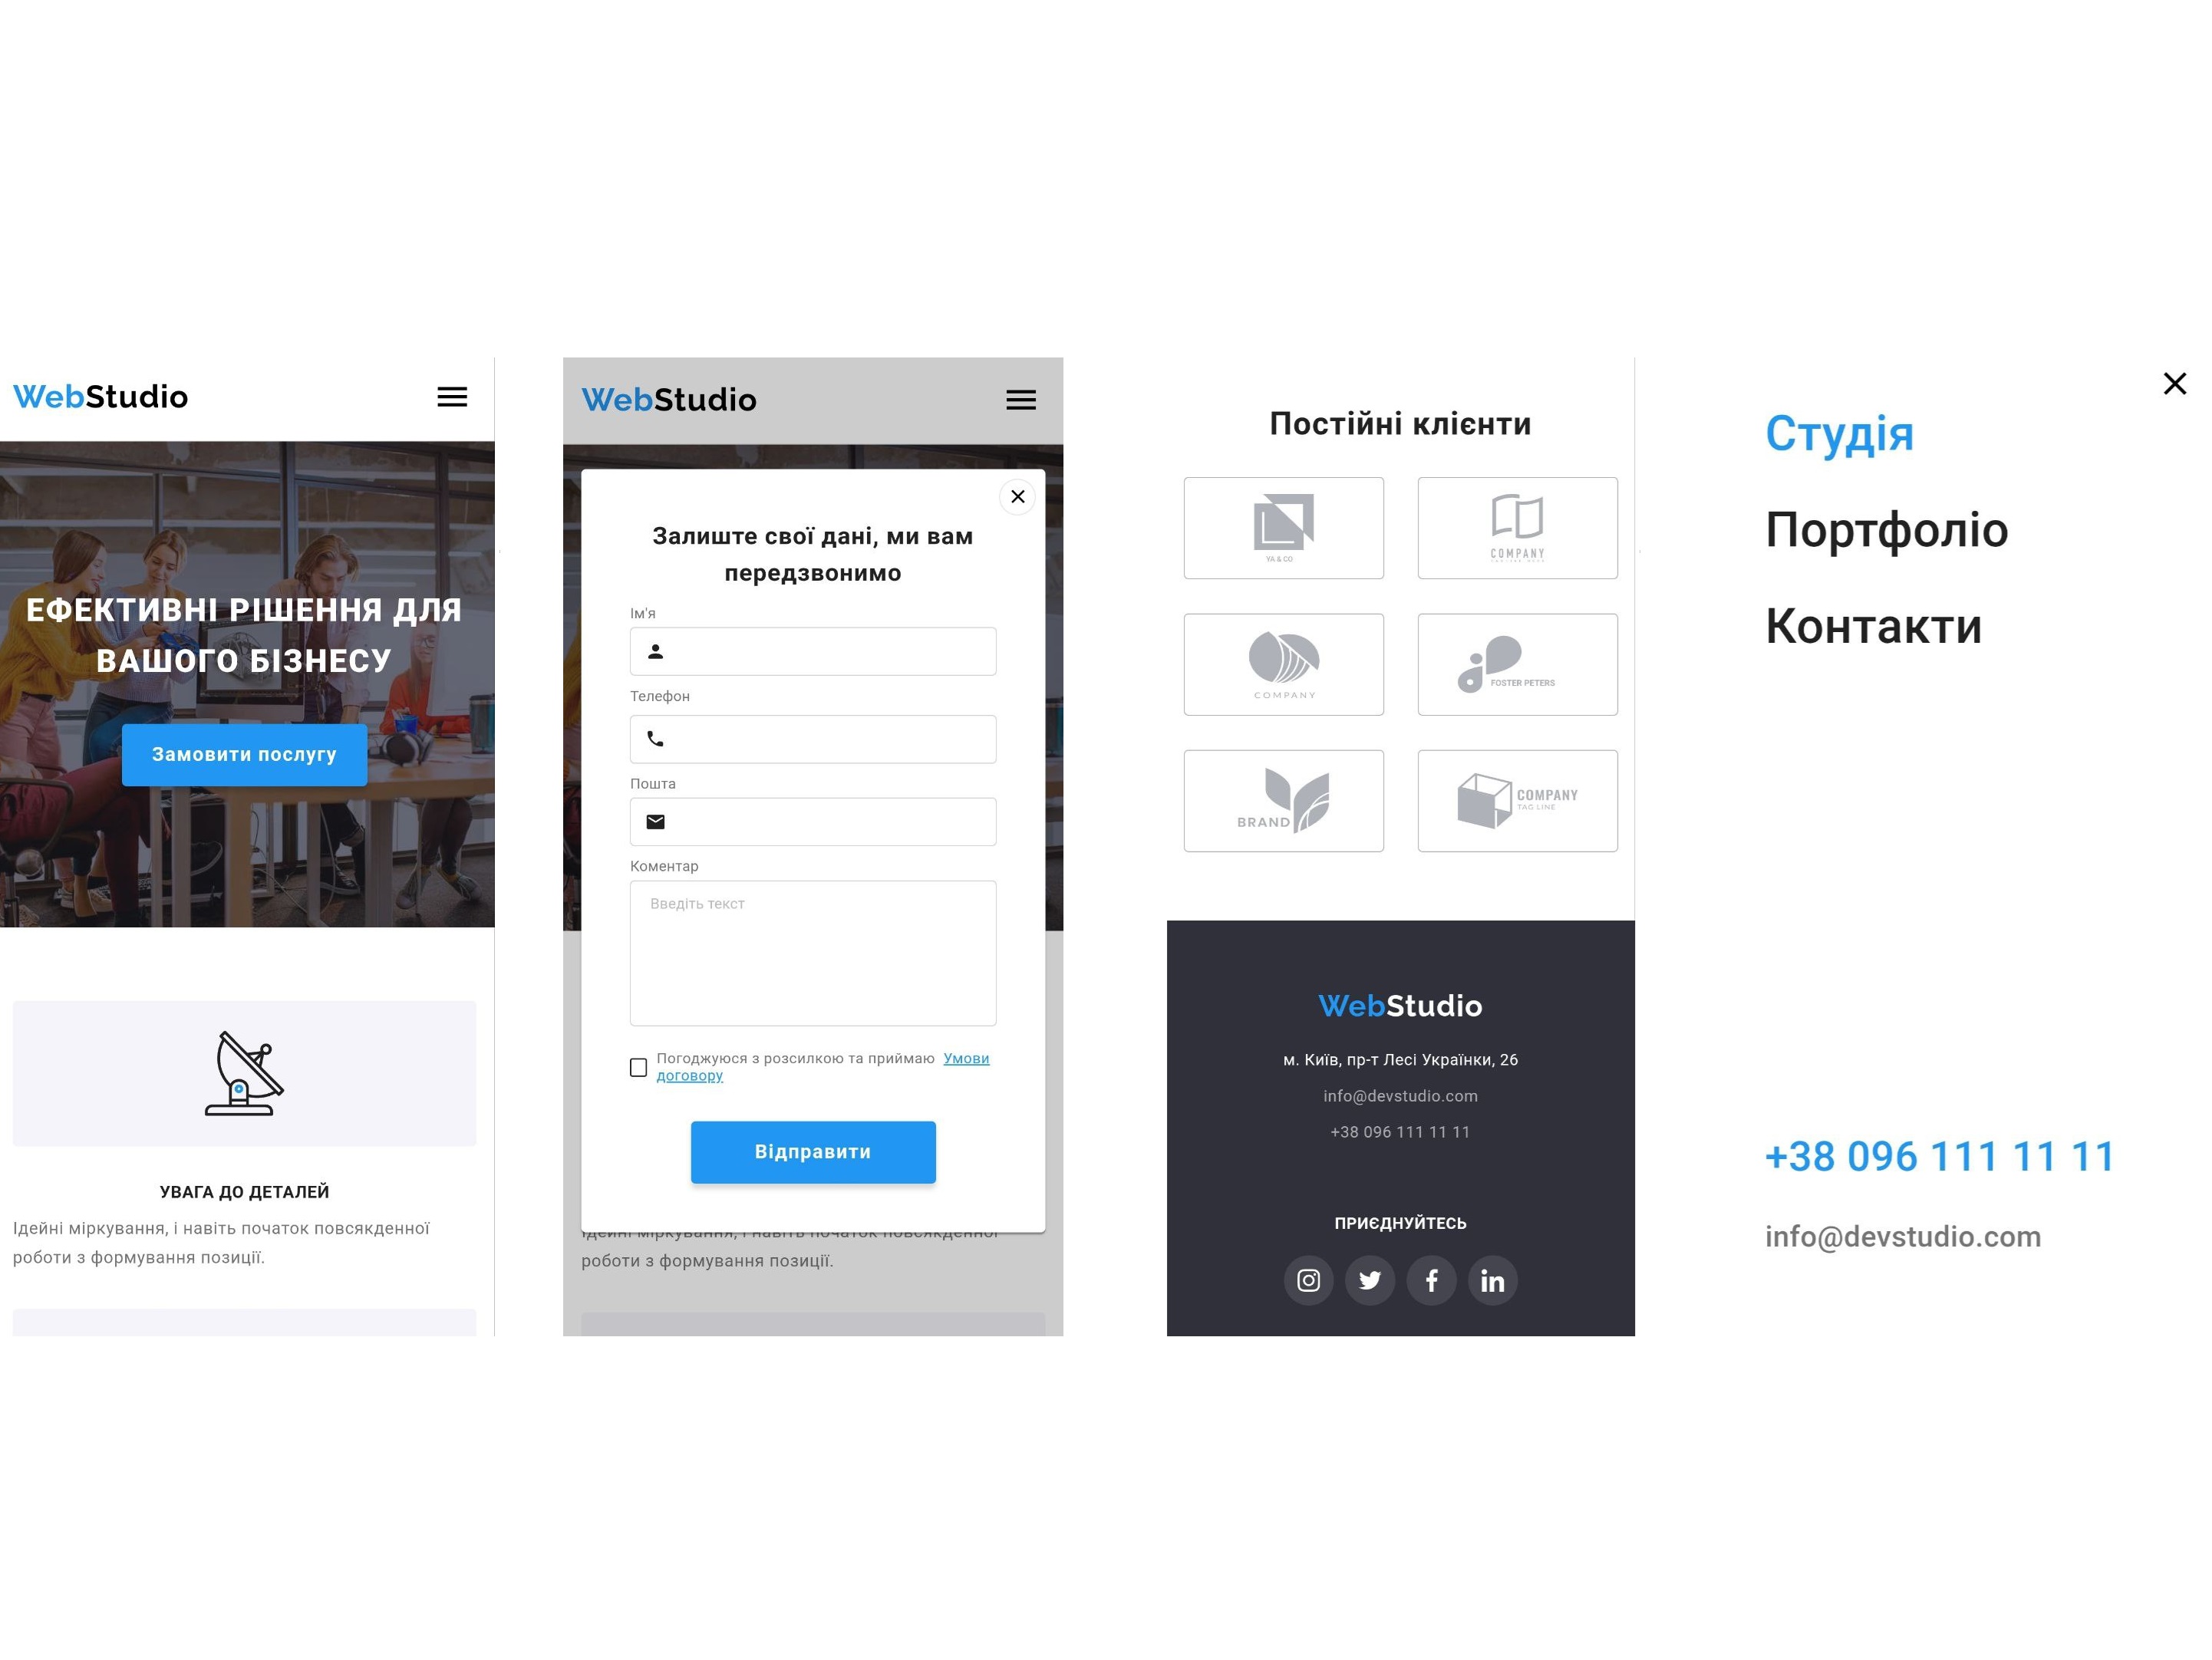 WebStudio
ЕФЕКТИВНІ РІШЕННЯ ДЛЯ
ВАШОГО БІЗНЕСУ
Замовити послугу
УВАГА ДО ДЕТАЛЕЙ
Ідейні міркування, і навіть початок повсякденної
роботи з формування позиції.
WebStudio
Залиште свої дані, ми вам
передзвонимо
Ім'я
Телефон
Пошта
Коментар
Введіть текст
Погоджуюся з розсилкою та приймаю Умови
договору
Відправити
Ідейні міркування, і навіть початок повсякденної
роботи з формування позиції.
Постійні клієнти
YA & CO
COMPANY
COMPANY
FOSTER PETERS
BRAND
COMPANY
TAG LINE
WebStudio
м. Київ, пр-т Лесі Українки, 26
info@devstudio.com
+38 096 111 11 11
ПРИЄДНУЙТЕСЬ
Студія
Портфоліо
Контакти
+38 096 111 11 11
info@devstudio.com